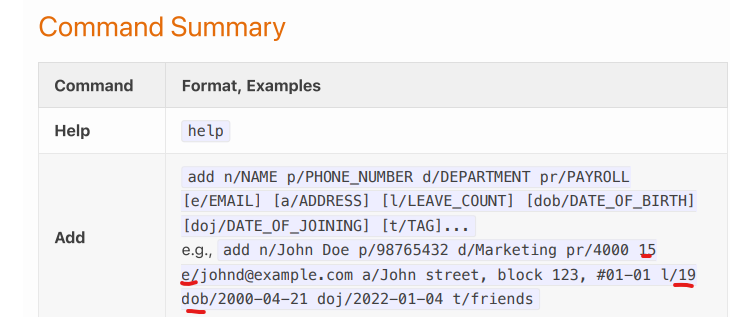 Command Summary
Command Format, Examples
Help help
add n/NAME p/PHONE_NUMBER d/DEPARTMENT pr/PAYROLL
[e/EMAIL] [a/ADDRESS] [l/LEAVE_COUNT] [dob/DATE_OF_BIRTH]
[doj/DATE_OF_JOINING] [t/TAG]...
Add
e.g., add n/John Doe p/98765432 d/Marketing pr/4000 15
e/johnd@example.com a/John street, block 123, #01-01 l/19
dob/2000-04-21 doj/2022-01-04 t/friends